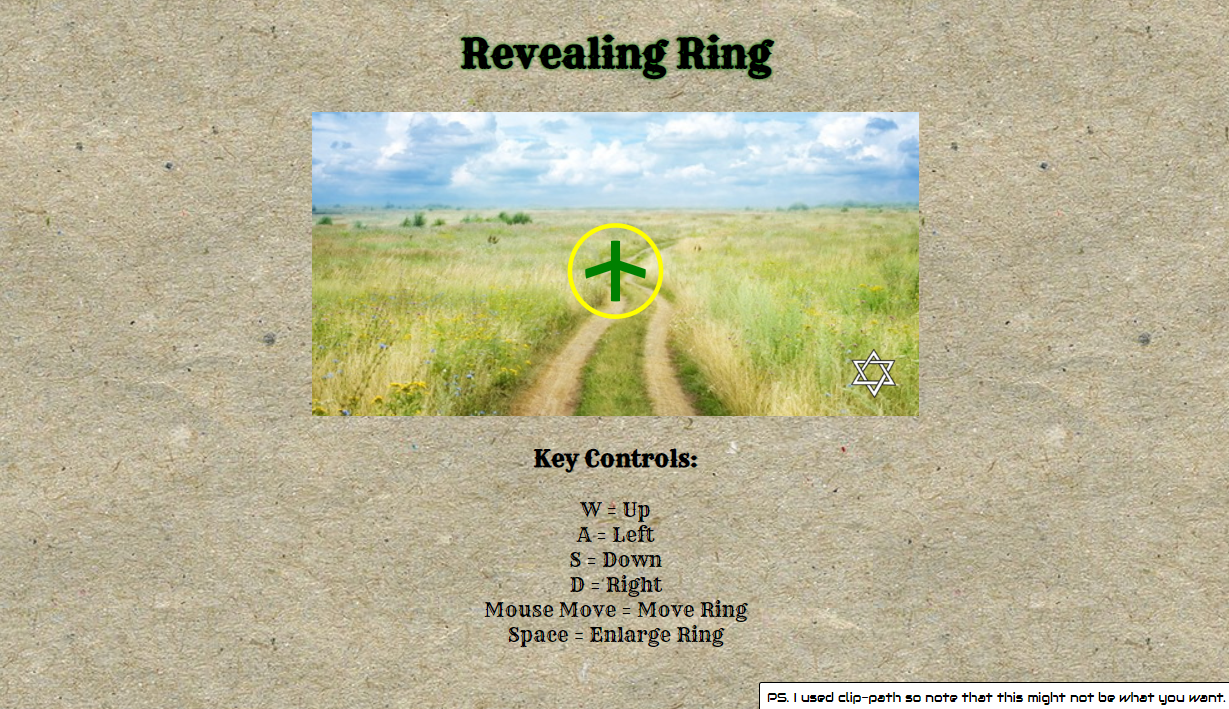 Revealing Ring
Key Controls:
W = Up
A = Left
S = Down
D = Right
Mouse Move = Move Ring
Space = Enlarge Ring
PS. I used clip-path so note that this might not be what you want.